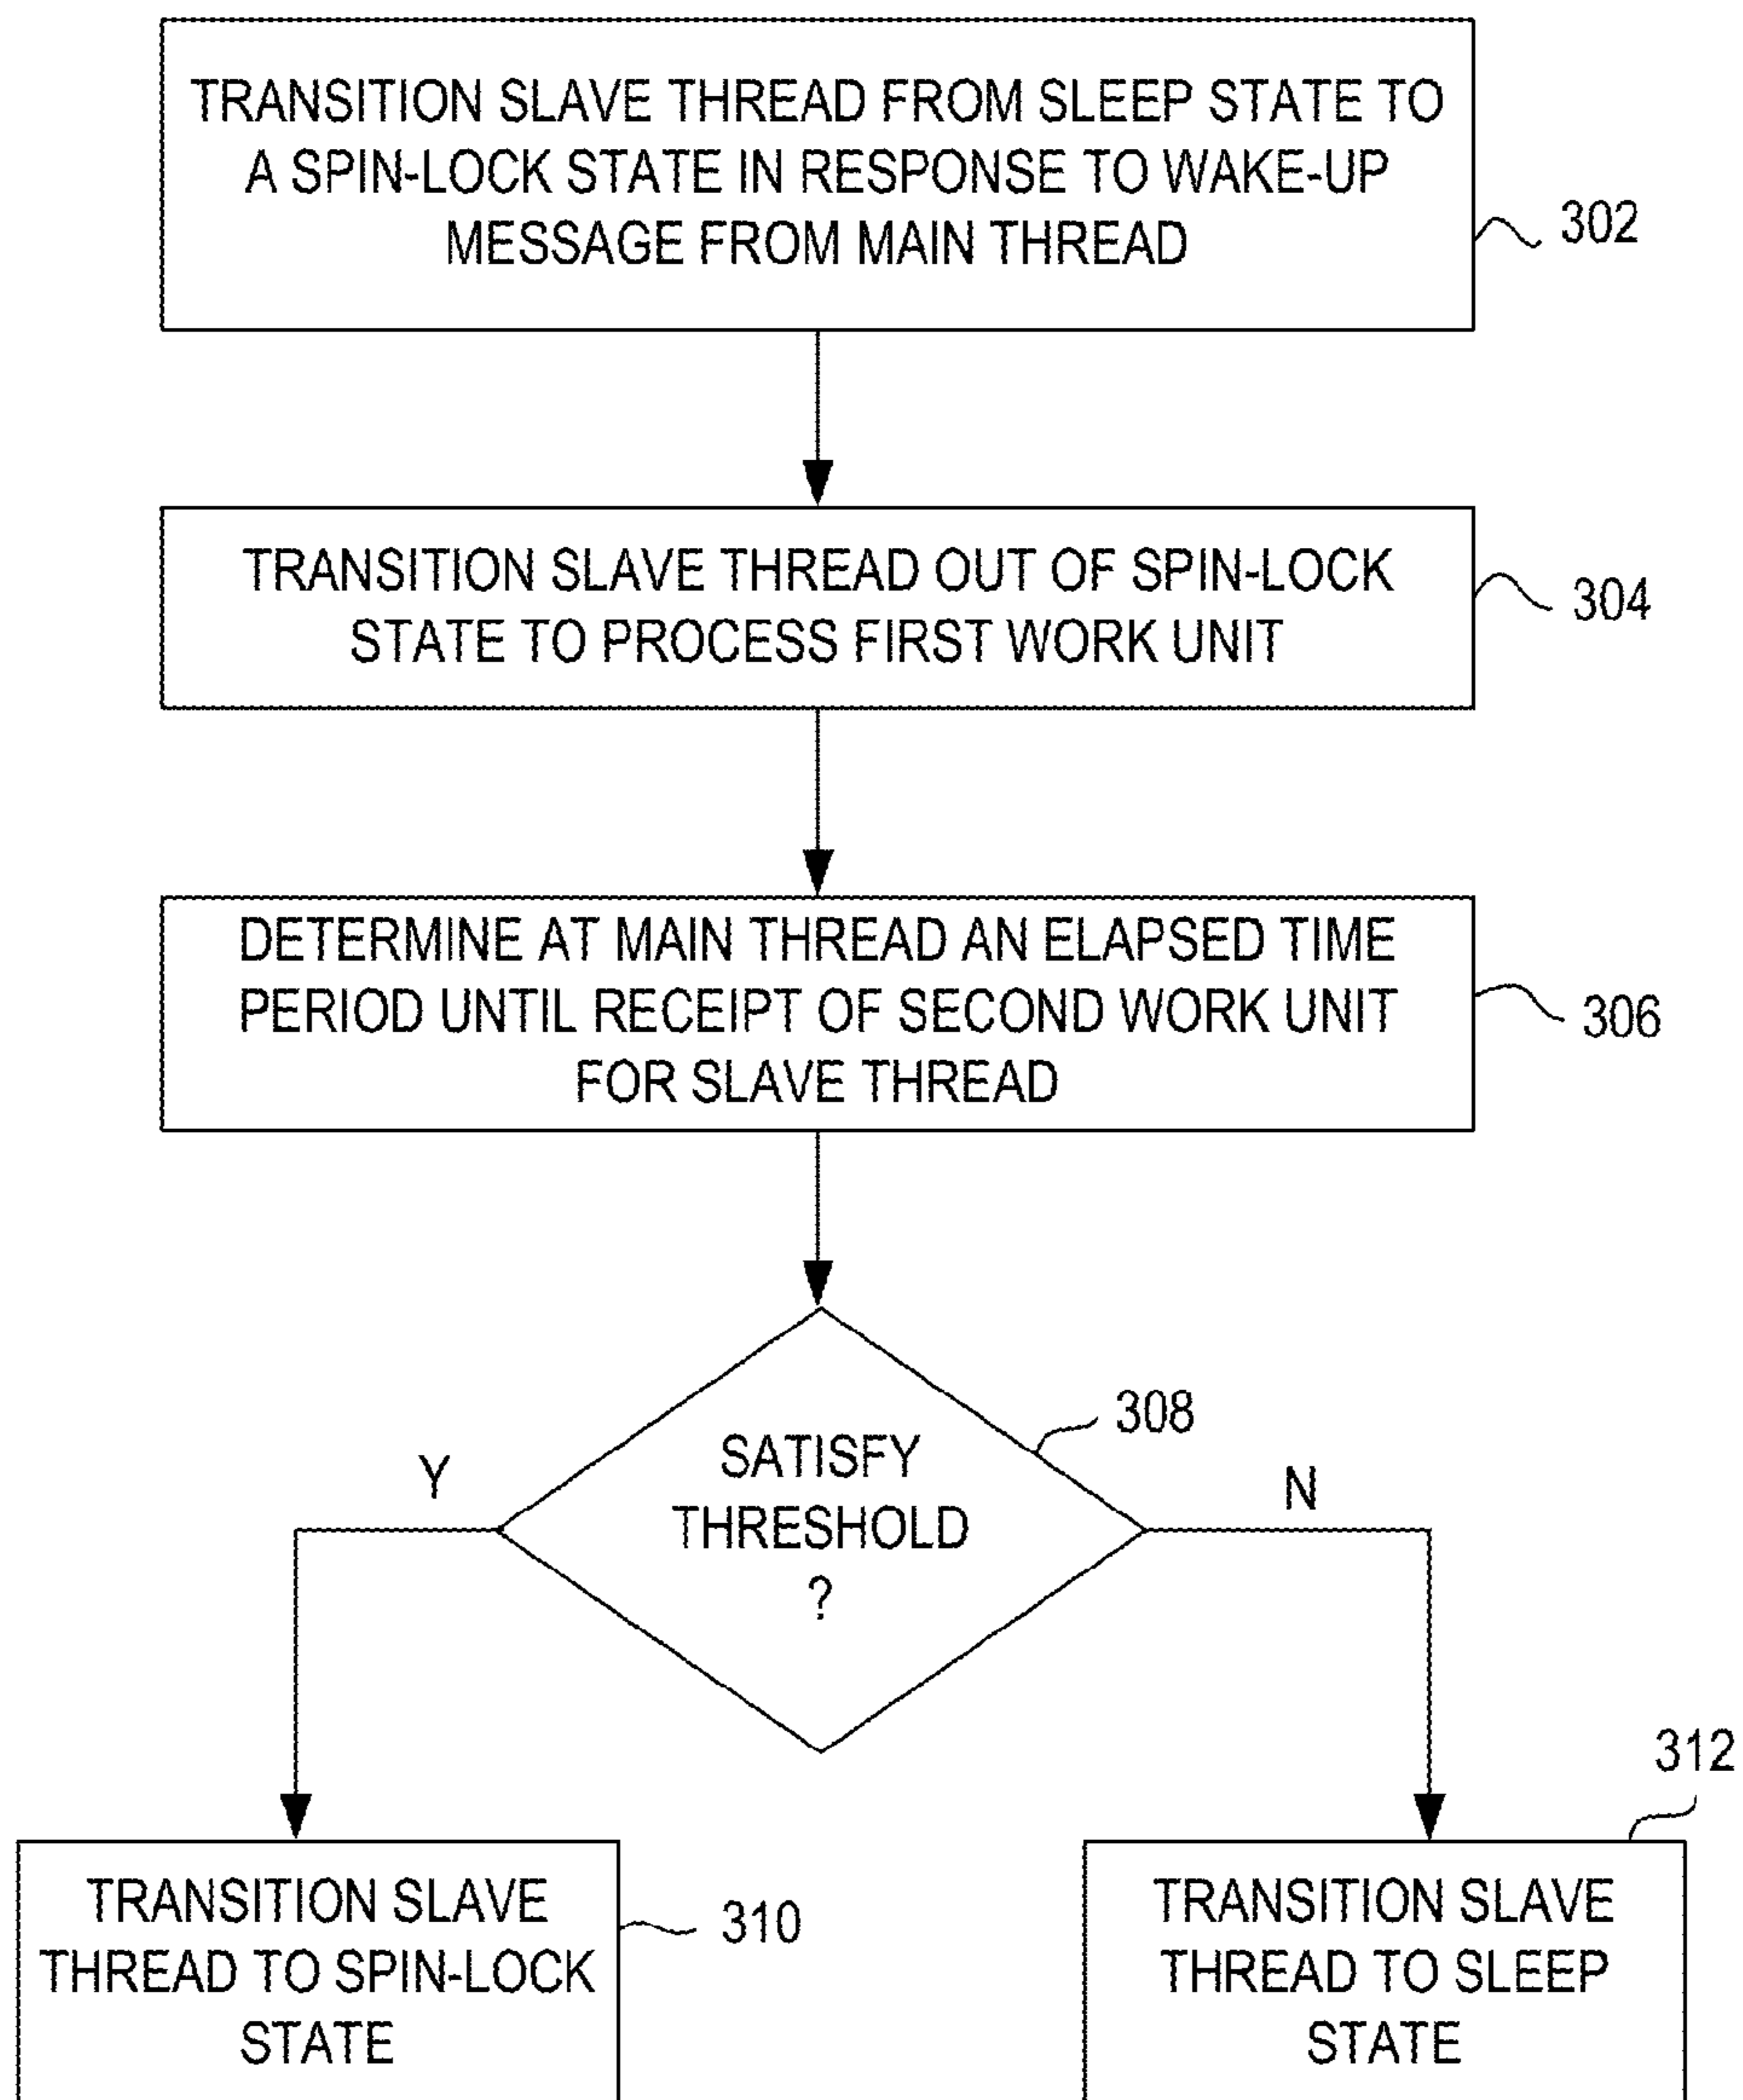 TRANSITION SLAVE THREAD FROM SLEEP STATE TO
A SPIN-LOCK STATE IN RESPONSE TO WAKE-UP
MESSAGE FROM MAIN THREAD
302
TRANSITION SLAVE THREAD OUT OF SPIN-LOCK
STATE TO PROCESS FIRST WORK UNIT
304
DETERMINE AT MAIN THREAD AN ELAPSED TIME
PERIOD UNTIL RECEIPT OF SECOND WORK UNIT
FOR SLAVE THREAD
306
SATISFY
THRESHOLD
?
308
Y
N
TRANSITION SLAVE
THREAD TO SPIN-LOCK
STATE
310
TRANSITION SLAVE
THREAD TO SLEEP
STATE
312